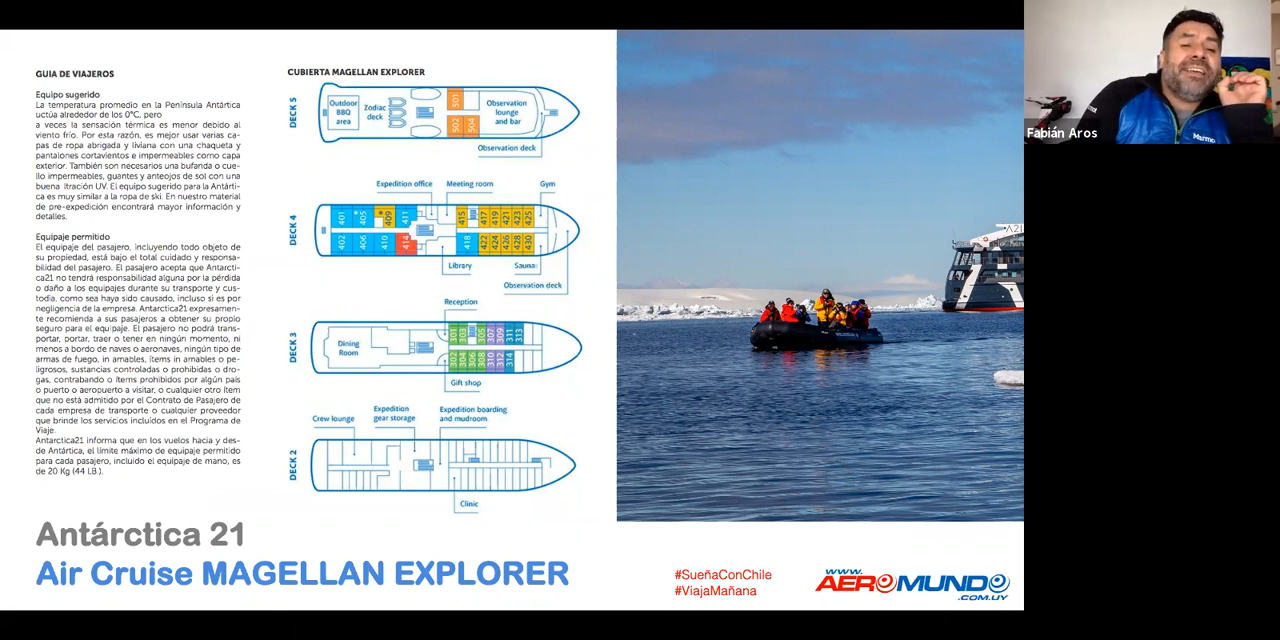 GUIA DE VIAJEROS
Equipo sugerido
La temperatura promedio en la Península Antártica
uctúa alrededor de los 0°C, pero
a veces la sensación térmica es menor debido al
viento frío. Por esta razón, es mejor usar varias ca-
pas de ropa abrigada y liviana con una chaqueta y
pantalones cortavientos e impermeables como capa
exterior. También son necesarios una bufanda o cue-
llo impermeables, guantes y anteojos de sol con una
buena ltración UV. El equipo sugerido para la Antárti-
ca es muy similar a la ropa de ski. En nuestro material
de pre-expedición encontrará mayor información y
detalles.
Equipaje permitido
El equipaje del pasajero, incluyendo todo objeto de
su propiedad, está bajo el total cuidado y responsa-
bilidad del pasajero. El pasajero acepta que Antarcti-
ca21 no tendrá responsabilidad alguna por la pérdida
o daño a los equipajes durante su transporte y cus-
todia, como sea haya sido causado, incluso si es por
negligencia de la empresa. Antarctica21 expresamen-
te recomienda a sus pasajeros a obtener su propio
seguro para el equipaje. El pasajero no podrá trans-
portar, portar, traer o tener en ningún momento, ni
menos a bordo de naves o aeronaves, ningún tipo de
armas de fuego, in amables, ítems in amables o pe-
ligrosos, sustancias controladas o prohibidas o dro-
gas, contrabando o ítems prohibidos por algún país
o puerto o aeropuerto a visitar, o cualquier otro ítem
que no está admitido por el Contrato de Pasajero de
cada empresa de transporte o cualquier proveedor
que brinde los servicios incluidos en el Programa de
Viaje.
Antarctica21 informa que en los vuelos hacia y des-
de Antártica, el límite máximo de equipaje permitido
para cada pasajero, incluido el equipaje de mano, es
de 20 Kg (44 LB.).
CUBIERTA MAGELLAN EXPLORER
DECK 5
Outdoor
BBQ
area
Zodiac
deck
501
502 504
Observation
lounge
and bar
Observation deck
DECK 4
Expedition office
Meeting room
Gym
401 405 409 411 415 417 419 421 423 425
402 406 410 414 418 422 424 426 428 430
Library
Sauna
Observation deck
DECK 3
Reception
Dining
Room
301 303 305 307 309 311 313
302 304 306 308 310 312 314
Gift shop
DECK 2
Crew lounge
Expedition
gear storage
Expedition boarding
and mudroom
Clinic
Antárctica 21
Air Cruise MAGELLAN EXPLORER
#SueñaConChile
#ViajaMañana
WWW.
AEROMUNDO
.COM.UY
A21
Marmo
Fabián Aros